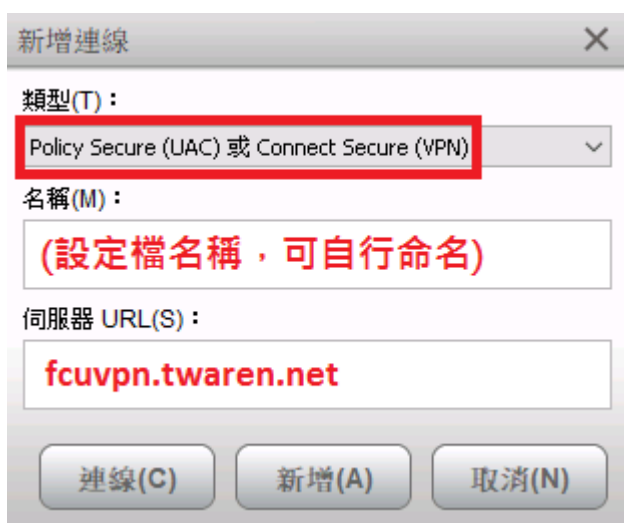 新增連線
類型(T)：
Policy Secure (UAC) 或 Connect Secure (VPN)
名稱(M)：
(設定檔名稱，可自行命名)
伺服器 URL(S)：
fcuvpn.twaren.net
連線(C) 新增(A) 取消(N)